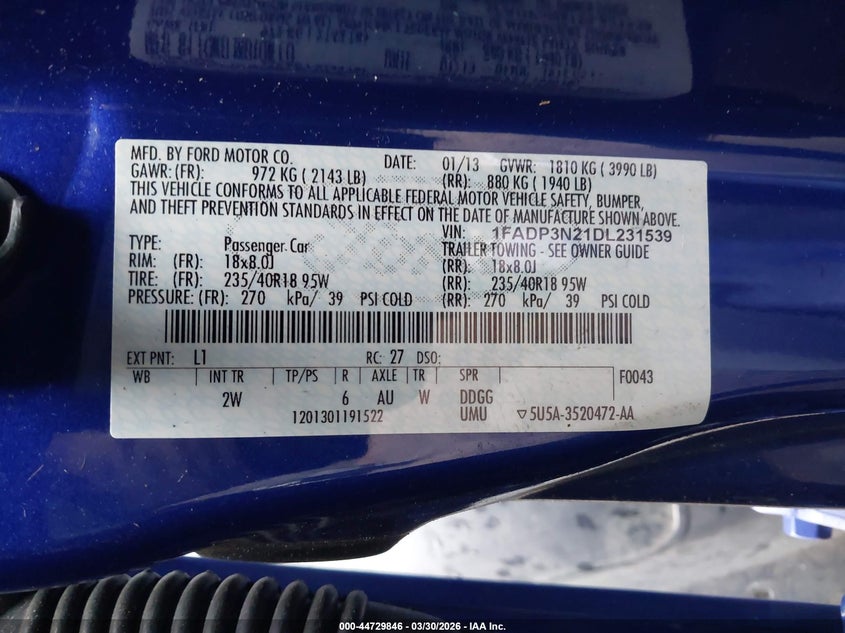 MFD. BY FORD MOTOR CO. DATE: 01/13 GVWR: 1810 KG ( 3990 LB)
GAWR: (FR): 972 KG ( 2143 LB) (RR): 880 KG ( 1940 LB)
THIS VEHICLE CONFORMS TO ALL APPLICABLE FEDERAL MOTOR VEHICLE SAFETY, BUMPER,
AND THEFT PREVENTION STANDARDS IN EFFECT ON THE DATE OF MANUFACTURE SHOWN ABOVE.
VIN: 1FADP3N21DL231539
TYPE: Passenger Car TRAILER TOWING - SEE OWNER GUIDE
RIM: (FR): 18x8.0J (RR): 18x8.0J
TIRE: (FR): 235/40R18 95W (RR): 235/40R18 95W
PRESSURE: (FR): 270 kPa/ 39 PSI COLD (RR): 270 kPa/ 39 PSI COLD
EXT PNT: L1 RC: 27 DSO:
WB INT TR TP/PS R AXLE TR SPR F0043
2W 6 AU W DDGG
1201301191522 UMU ▽5U5A-3520472-AA
000-44729846 — 03/30/2026 — IAA Inc.